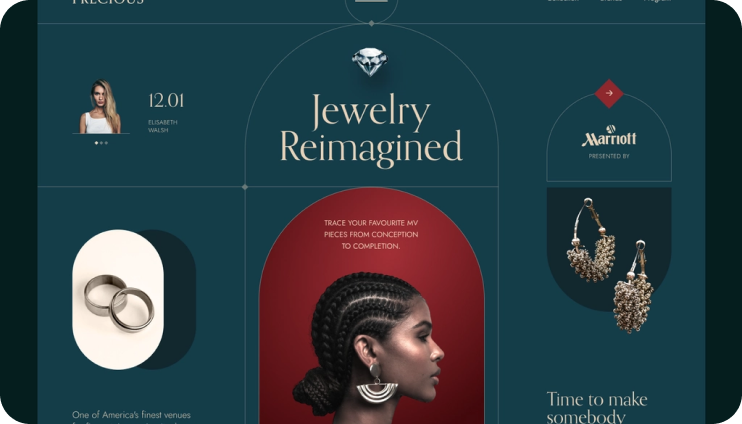 PRECIOUS
12.01
ELISABETH
WALSH
Jewelry
Reimagined
Marriott
PRESENTED BY
TRACE YOUR FAVOURITE MV
PIECES FROM CONCEPTION
TO COMPLETION.
One of America's finest venues
Time to make
somebody